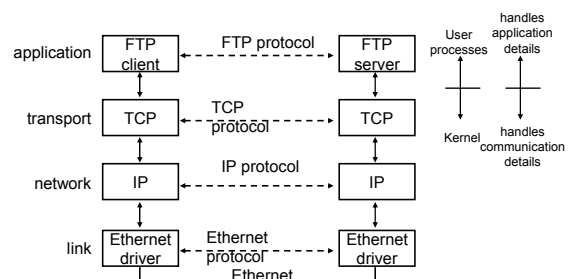 application
FTP
client
FTP protocol
FTP
server
User
processes
handles
application
details
transport
TCP
TCP
protocol
TCP
Kernel
handles
communication
details
network
IP
IP protocol
IP
link
Ethernet
driver
Ethernet
protocol
Ethernet
driver
Ethernet